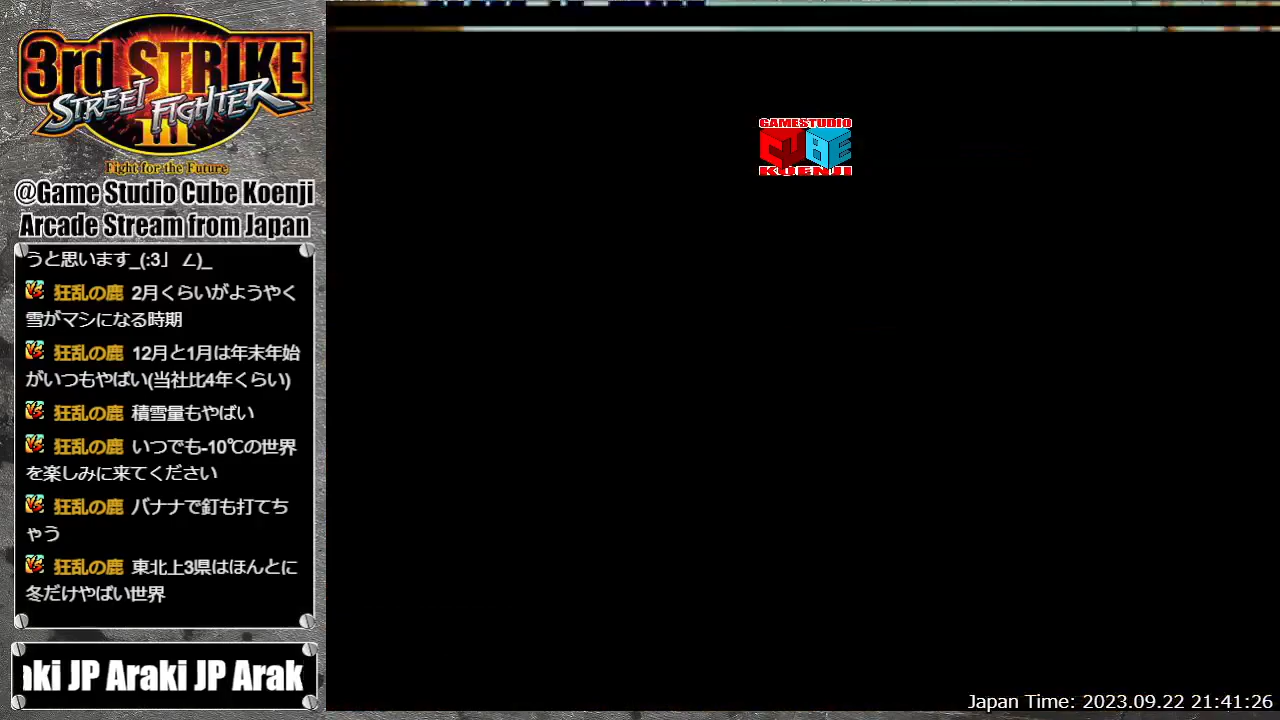 3rd STRIKE
STREET FIGHTER
III
Fight for the Future
@Game Studio Cube Koenji
Arcade Stream from Japan
うと思います_(:3」∠)_
狂乱の鹿 2月くらいがようやく
雪がマシになる時期
狂乱の鹿 12月と1月は年末年始
がいつもやばい(当社比4年くらい)
狂乱の鹿 積雪量もやばい
狂乱の鹿 いつでも-10℃の世界
を楽しみに来てください
狂乱の鹿 バナナで釘も打てち
ゃう
狂乱の鹿 東北上3県はほんとに
冬だけやばい世界
aki JP Araki JP Arak
GAMESTUDIO
CUBE
KOENJI
Japan Time: 2023.09.22 21:41:26